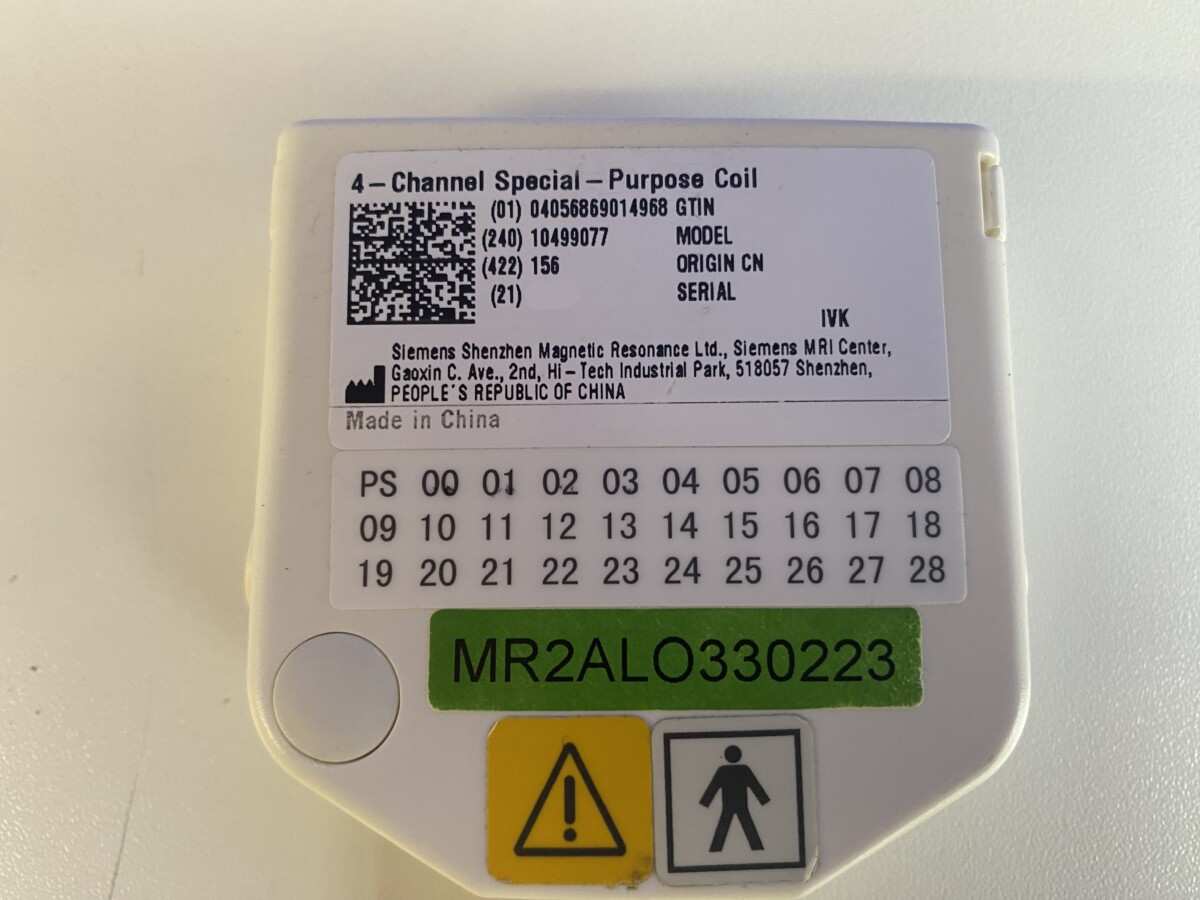 4-Channel Special-Purpose Coil
(01) 04056869014968 GTIN
(240) 10499077 MODEL
(422) 156 ORIGIN CN
(21) SERIAL
IVK
Siemens Shenzhen Magnetic Resonance Ltd., Siemens MRI Center,
Gaoxin C. Ave., 2nd, Hi-Tech Industrial Park, 518057 Shenzhen,
PEOPLE'S REPUBLIC OF CHINA
Made in China
PS 00 01 02 03 04 05 06 07 08
09 10 11 12 13 14 15 16 17 18
19 20 21 22 23 24 25 26 27 28
MR2ALO330223